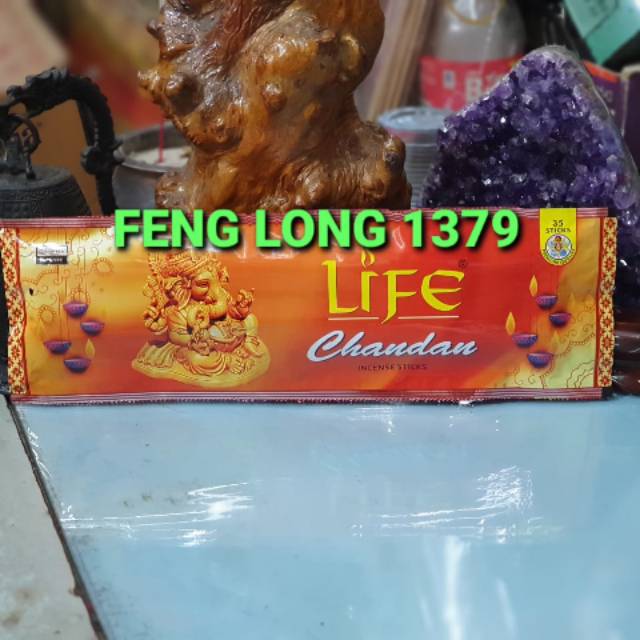 FENG LONG 1379
35
STICKS
LIFE
®
Chandan
INCENSE STICKS